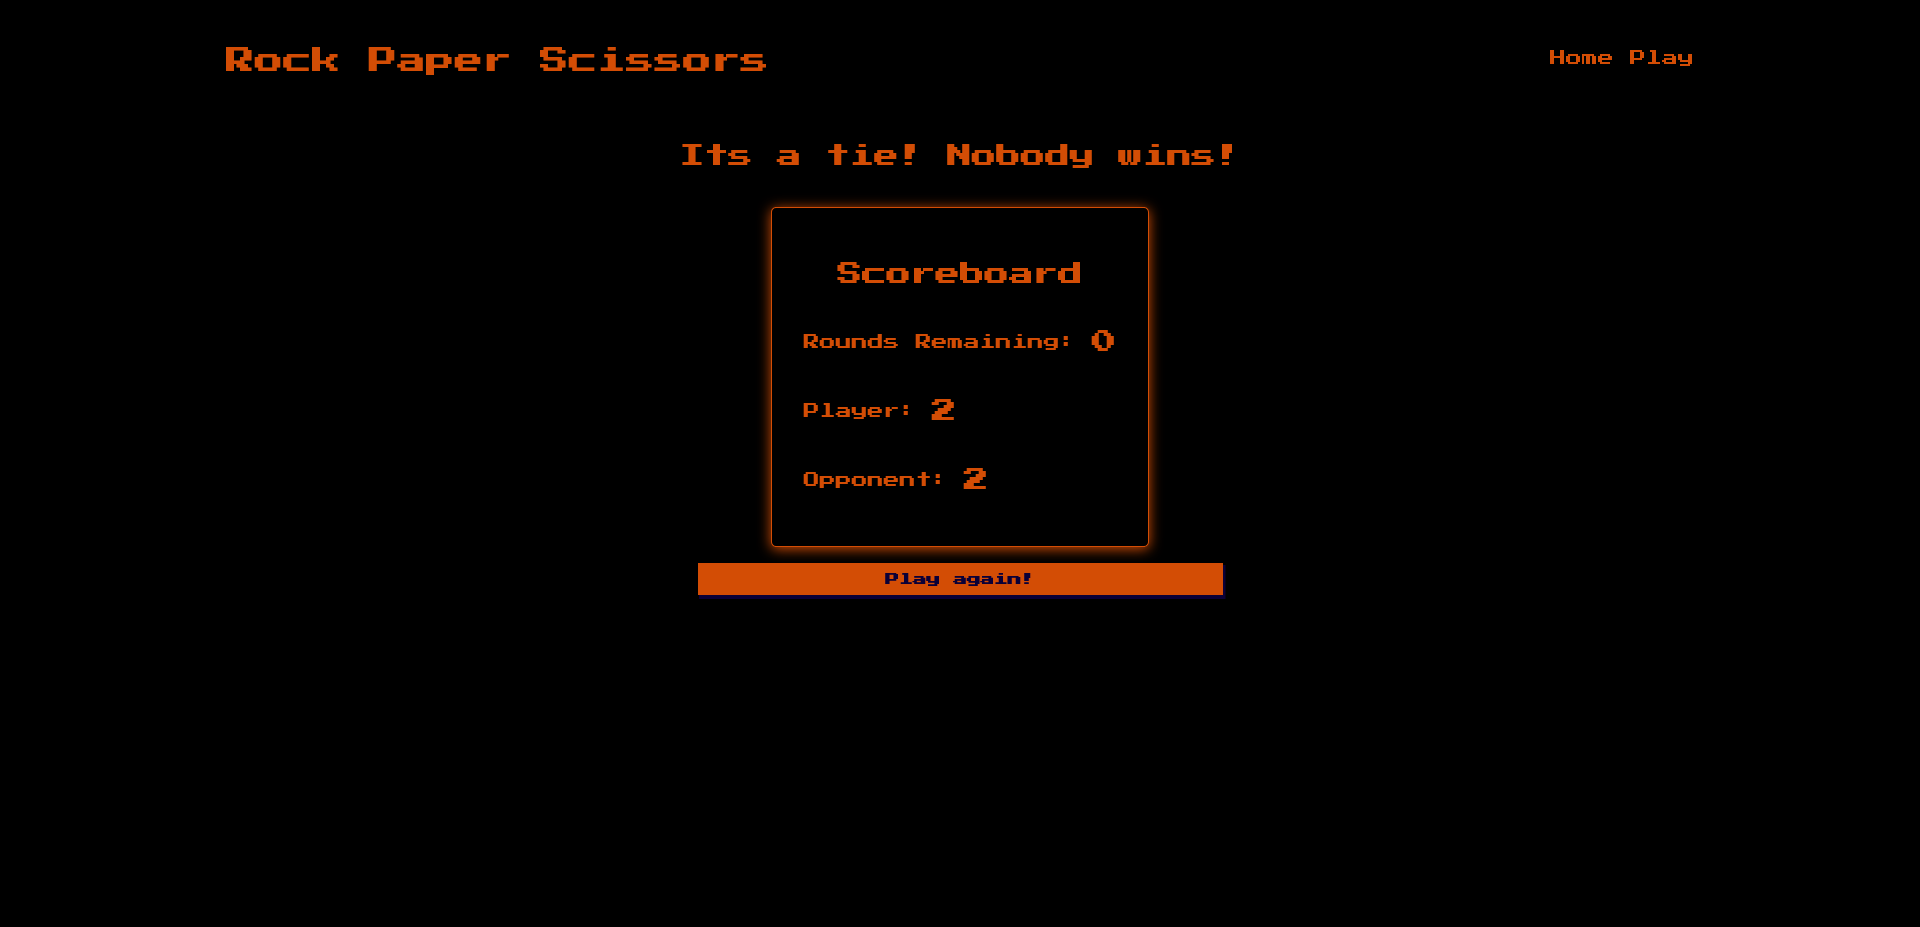 Rock Paper Scissors
Home Play
Its a tie! Nobody wins!
Scoreboard
Rounds Remaining: 0
Player: 2
Opponent: 2
Play again!